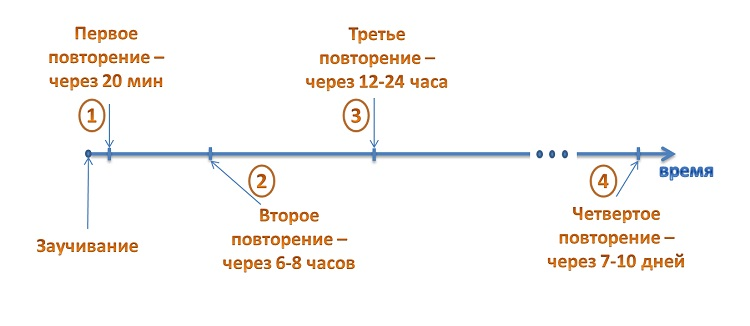 Первое
повторение –
через 20 мин
1
Третье
повторение –
через 12-24 часа
3
время
2
Второе
повторение –
через 6-8 часов
4
Четвертое
повторение –
через 7-10 дней
Заучивание